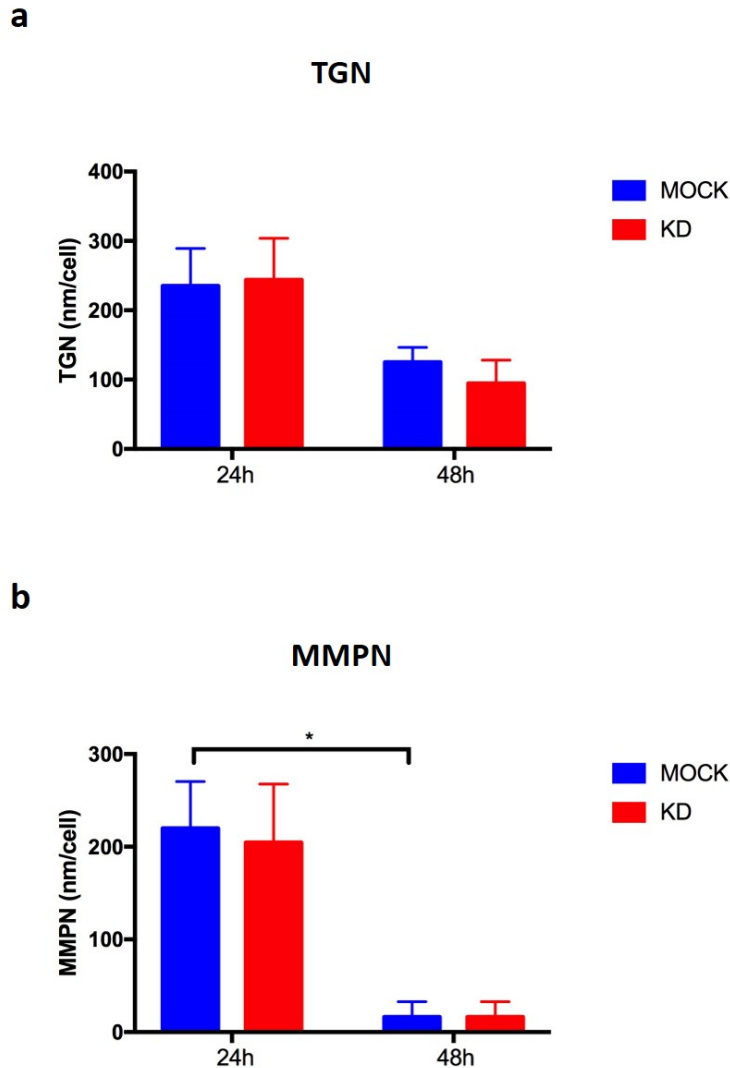 a
TGN
TGN (nm/cell)
400
300
200
100
0
24h
48h
MOCK
KD
b
MMPN
MMPN (nm/cell)
300
200
100
0
*
24h
48h
MOCK
KD